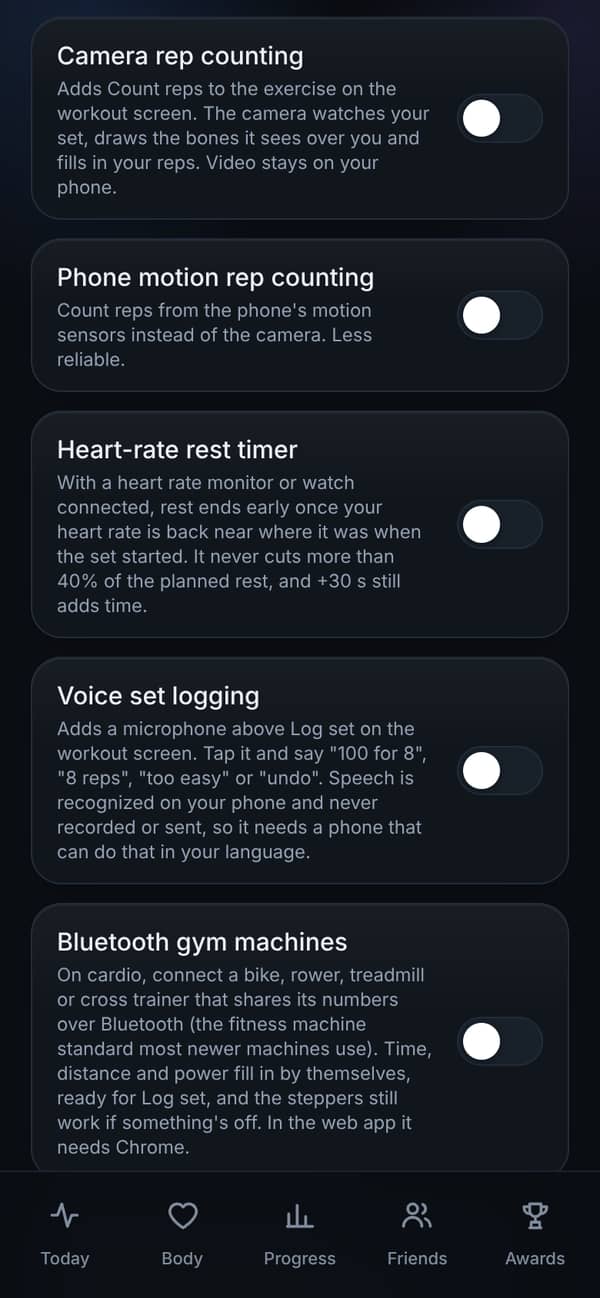 Camera rep counting
Adds Count reps to the exercise on the
workout screen. The camera watches your
set, draws the bones it sees over you and
fills in your reps. Video stays on your
phone.
Phone motion rep counting
Count reps from the phone's motion
sensors instead of the camera. Less
reliable.
Heart-rate rest timer
With a heart rate monitor or watch
connected, rest ends early once your
heart rate is back near where it was when
the set started. It never cuts more than
40% of the planned rest, and +30 s still
adds time.
Voice set logging
Adds a microphone above Log set on the
workout screen. Tap it and say "100 for 8",
"8 reps", "too easy" or "undo". Speech is
recognized on your phone and never
recorded or sent, so it needs a phone that
can do that in your language.
Bluetooth gym machines
On cardio, connect a bike, rower, treadmill
or cross trainer that shares its numbers
over Bluetooth (the fitness machine
standard most newer machines use). Time,
distance and power fill in by themselves,
ready for Log set, and the steppers still
work if something's off. In the web app it
needs Chrome.
Today
Body
Progress
Friends
Awards